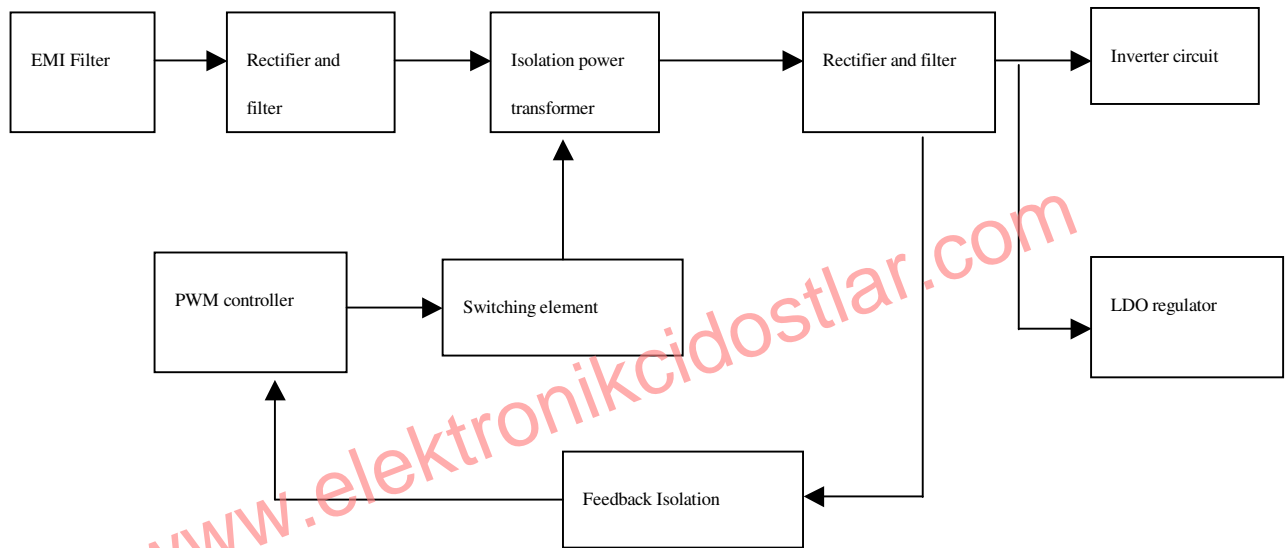 EMI Filter
Rectifier and
filter
Isolation power
transformer
Rectifier and filter
Inverter circuit
PWM controller
Switching element
LDO regulator
Feedback Isolation
www.elektronikcidostlar.com